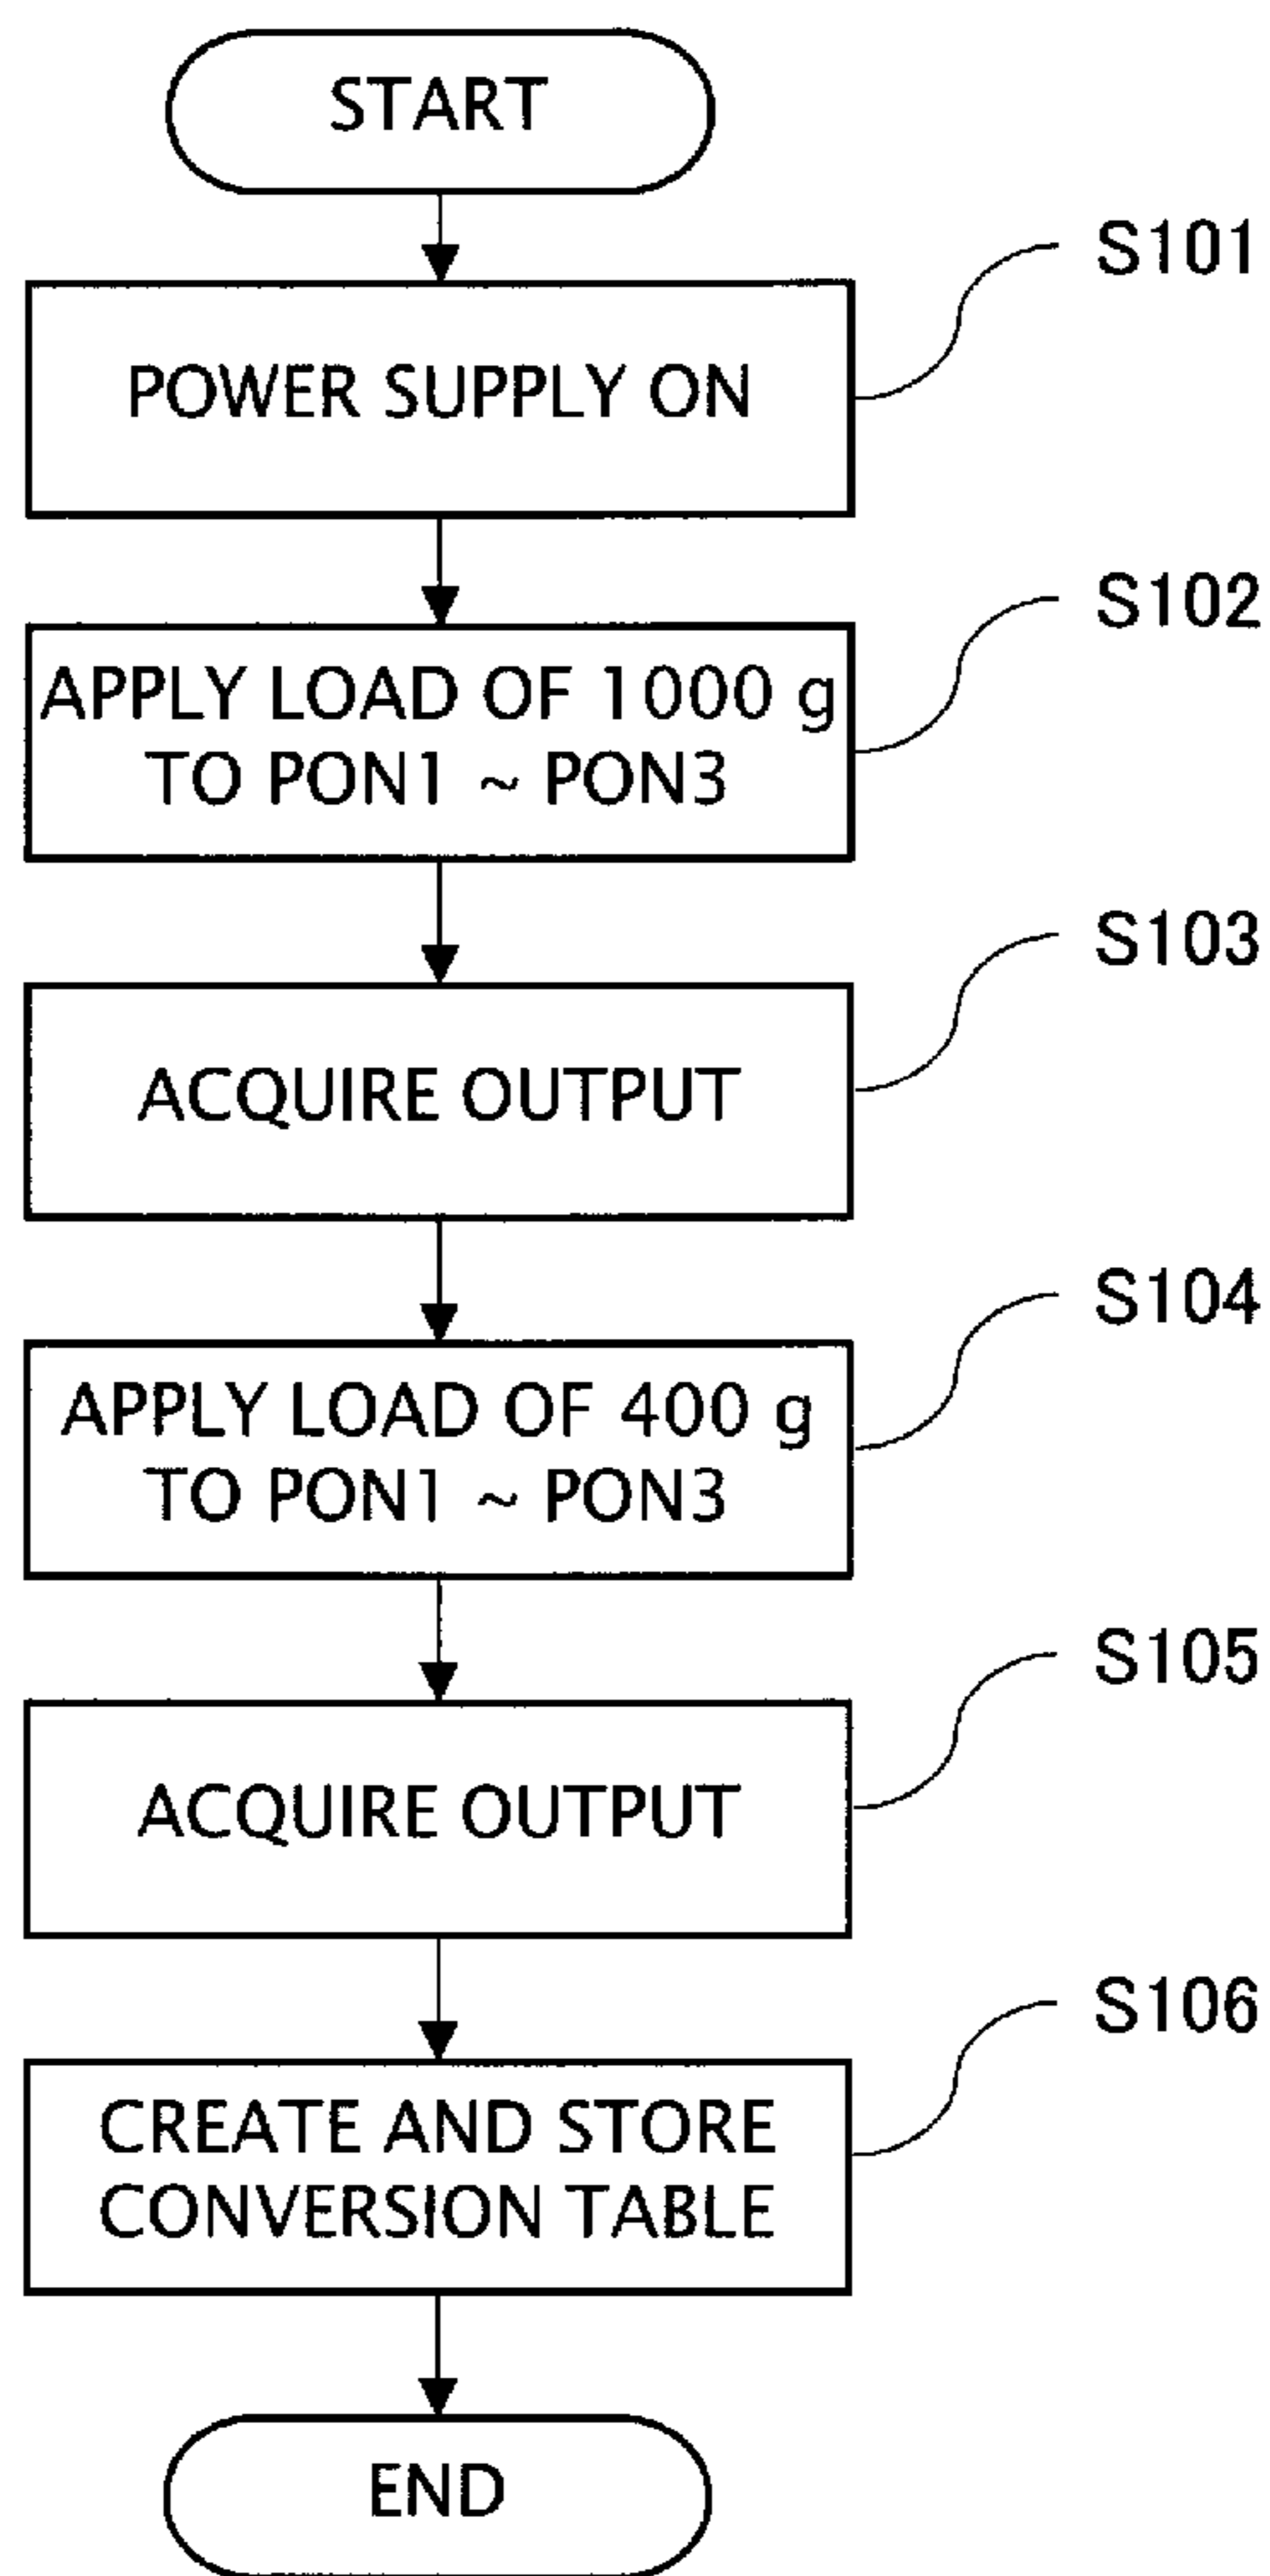 START
S101
POWER SUPPLY ON
S102
APPLY LOAD OF 1000 g
TO PON1 ~ PON3
S103
ACQUIRE OUTPUT
S104
APPLY LOAD OF 400 g
TO PON1 ~ PON3
S105
ACQUIRE OUTPUT
S106
CREATE AND STORE
CONVERSION TABLE
END